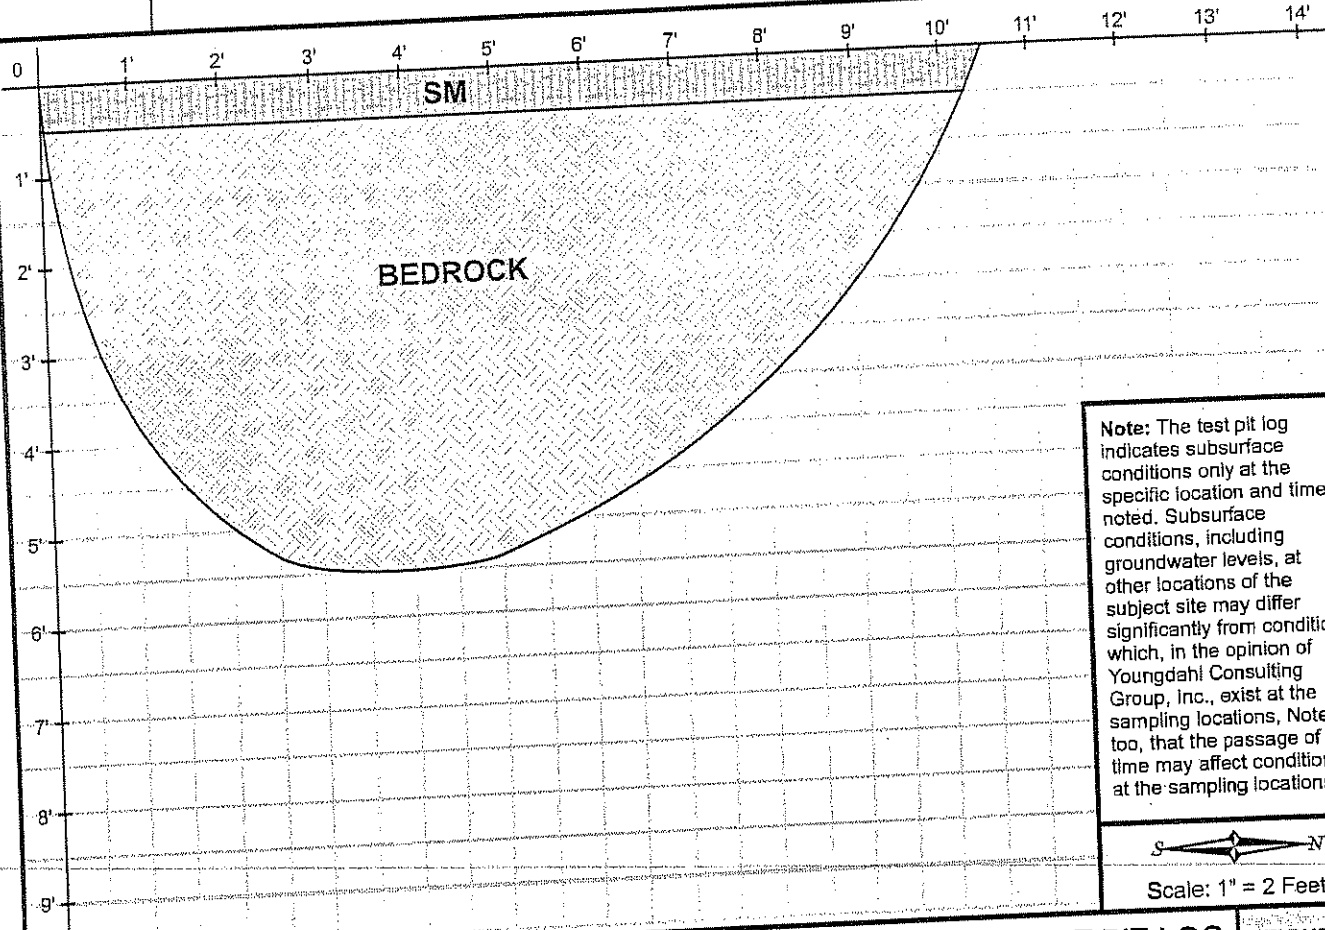 0 1' 2' 3' 4' 5' 6' 7' 8' 9' 10' 11' 12' 13' 14'
SM
1'
2'
BEDROCK
3'
4'
5'
6'
7'
8'
9'
Note: The test pit log
indicates subsurface
conditions only at the
specific location and time
noted. Subsurface
conditions, including
groundwater levels, at
other locations of the
subject site may differ
significantly from conditio
which, in the opinion of
Youngdahl Consulting
Group, Inc., exist at the
sampling locations, Note
too, that the passage of
time may affect condition
at the sampling location
S N
Scale: 1" = 2 Feet